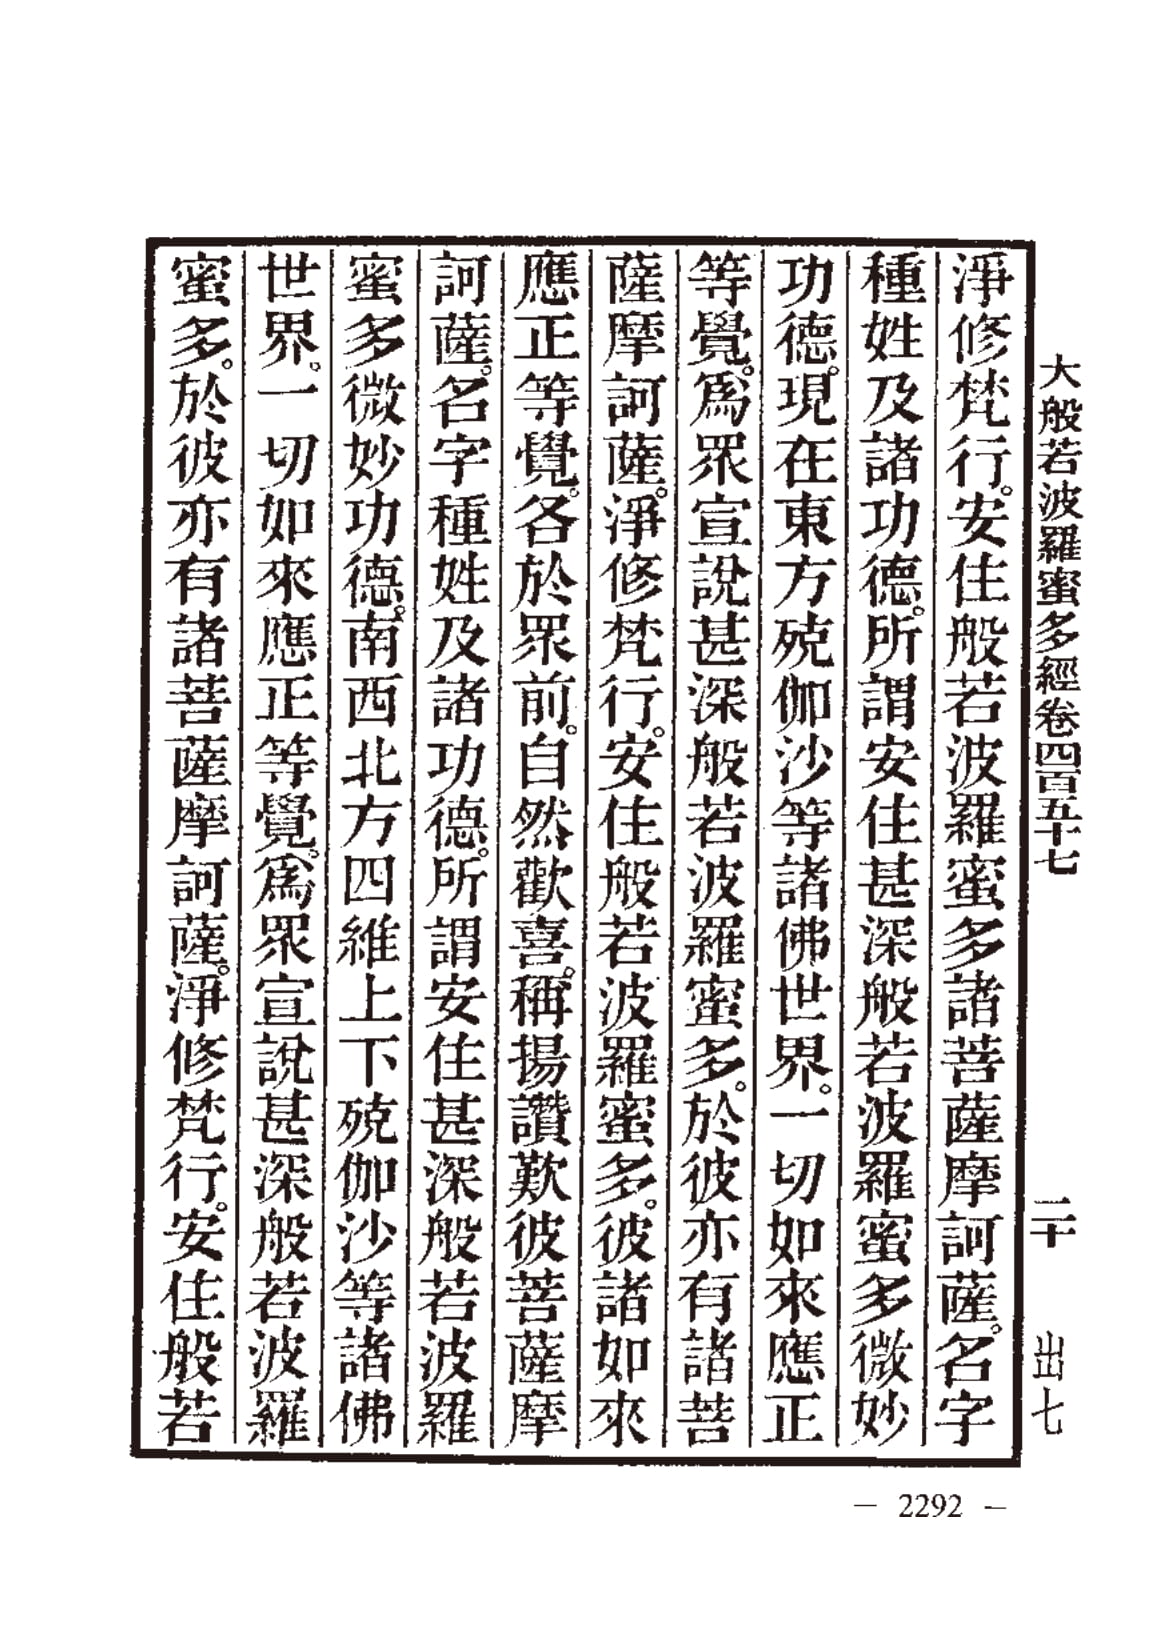 大般若波羅蜜多經卷四百五十七 二十 出七
淨修梵行。安住般若波羅蜜多諸菩薩摩訶薩。名字
種姓及諸功德。所謂安住甚深般若波羅蜜多微妙
功德。現在東方殑伽沙等諸佛世界。一切如來應正
等覺。爲眾宣說甚深般若波羅蜜多。於彼亦有諸菩
薩摩訶薩。淨修梵行。安住般若波羅蜜多。彼諸如來
應正等覺。各於眾前。自然歡喜。稱揚讚歎彼菩薩摩
訶薩。名字種姓及諸功德。所謂安住甚深般若波羅
蜜多微妙功德。南西北方四維上下殑伽沙等諸佛
世界。一切如來應正等覺。爲眾宣說甚深般若波羅
蜜多。於彼亦有諸菩薩摩訶薩。淨修梵行。安住般若
— 2292 —